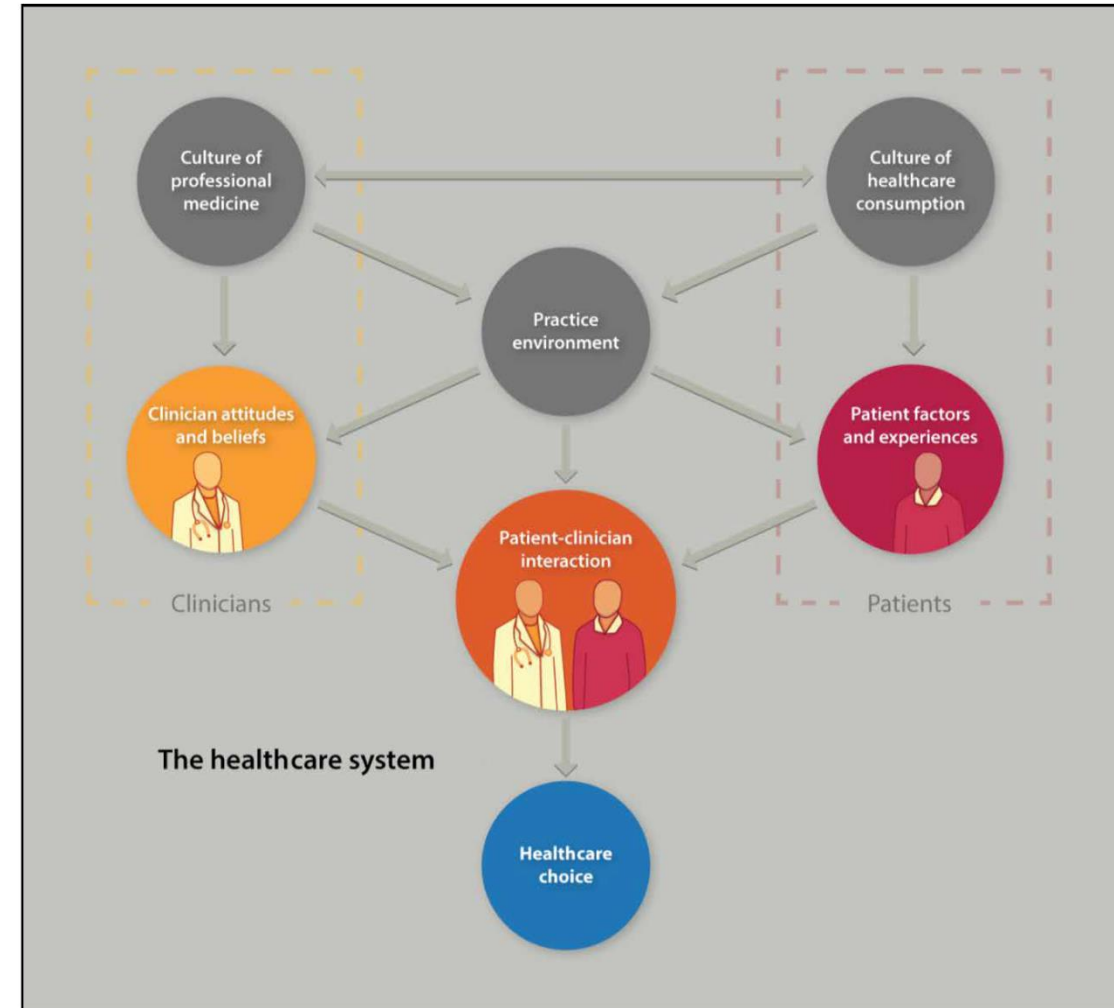 Culture of
professional
medicine
Culture of
healthcare
consumption
Practice
environment
Clinician attitudes
and beliefs
Patient factors
and experiences
Patient-clinician
interaction
Clinicians
Patients
The healthcare system
Healthcare
choice